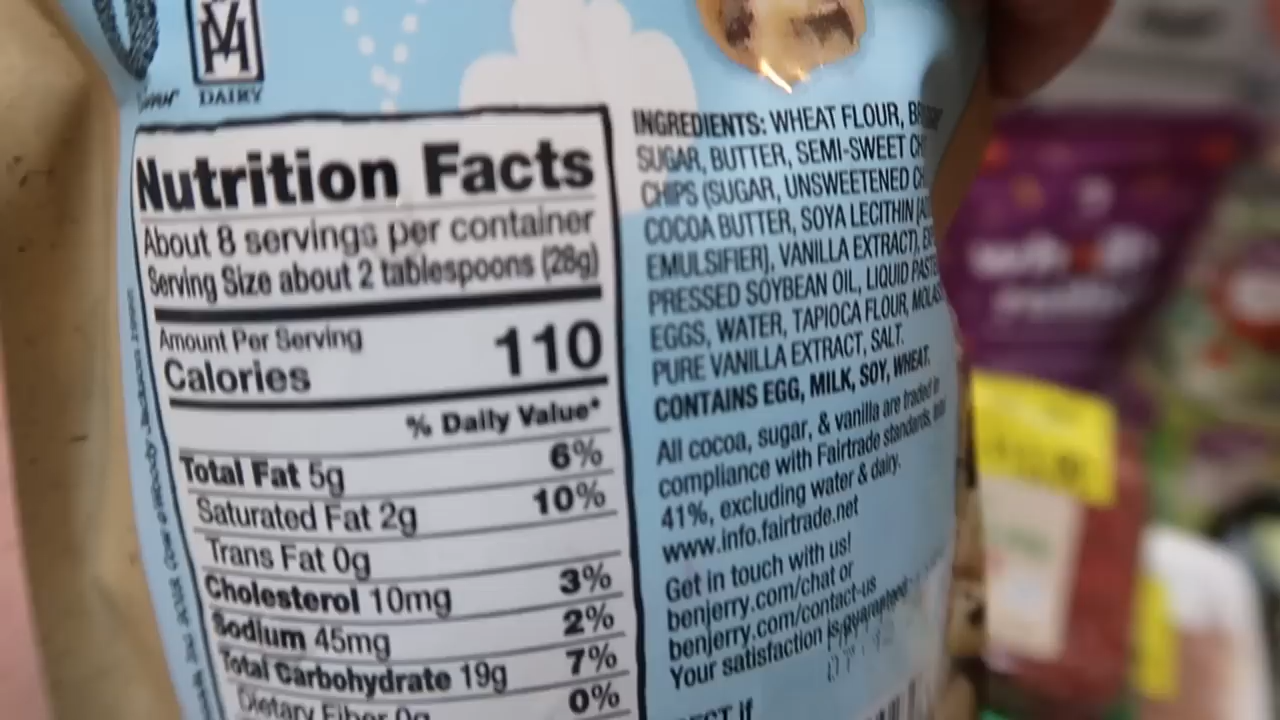 DAIRY
Nutrition Facts
About 8 servings per container
Serving Size about 2 tablespoons (28g)
Amount Per Serving
Calories 110
% Daily Value*
Total Fat 5g 6%
Saturated Fat 2g 10%
Trans Fat 0g
Cholesterol 10mg 3%
Sodium 45mg 2%
Total Carbohydrate 19g 7%
Dietary Fiber 0g 0%
INGREDIENTS: WHEAT FLOUR,
SUGAR, BUTTER, SEMI-SWEET
CHIPS (SUGAR, UNSWEETENED
COCOA BUTTER, SOYA LECITHIN
EMULSIFIER), VANILLA EXTRACT),
PRESSED SOYBEAN OIL, LIQUID
EGGS, WATER, TAPIOCA FLOUR,
PURE VANILLA EXTRACT, SALT.
CONTAINS EGG, MILK, SOY, WHEAT.
All cocoa, sugar, & vanilla are traded in
compliance with Fairtrade standards,
41%, excluding water & dairy.
www.info.fairtrade.net
Get in touch with us!
benjerry.com/chat or
benjerry.com/contact-us
Your satisfaction is guaranteed